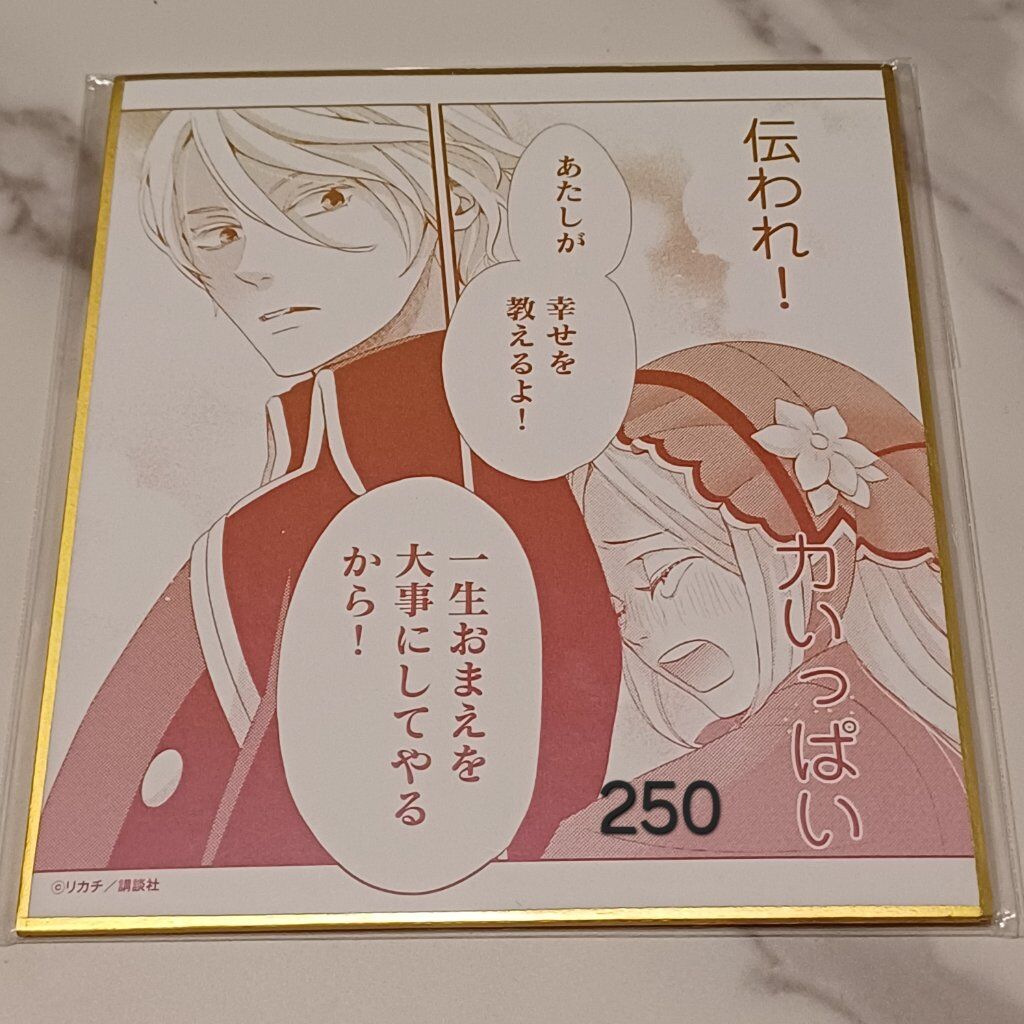 伝われ！
あたしが
幸せを
教えるよ！
力いっぱい
一生おまえを
大事にしてやる
から！
250
©リカチ／講談社